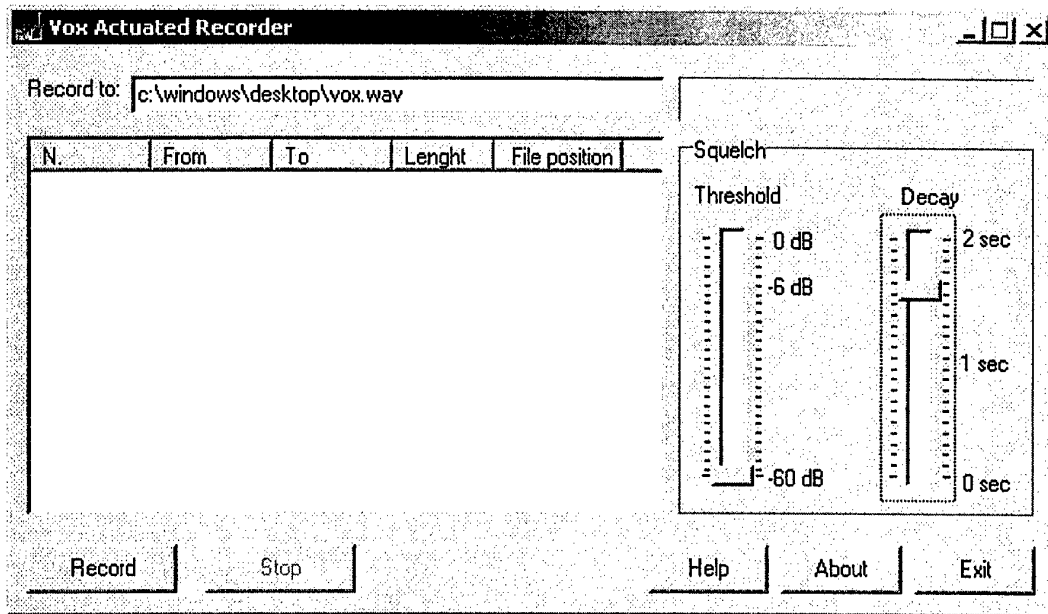 Vox Actuated Recorder
Record to: c:\windows\desktop\vox.wav
N. From To Lenght File position
Squelch
Threshold Decay
0 dB 2 sec
-6 dB
1 sec
-60 dB 0 sec
Record Stop Help About Exit